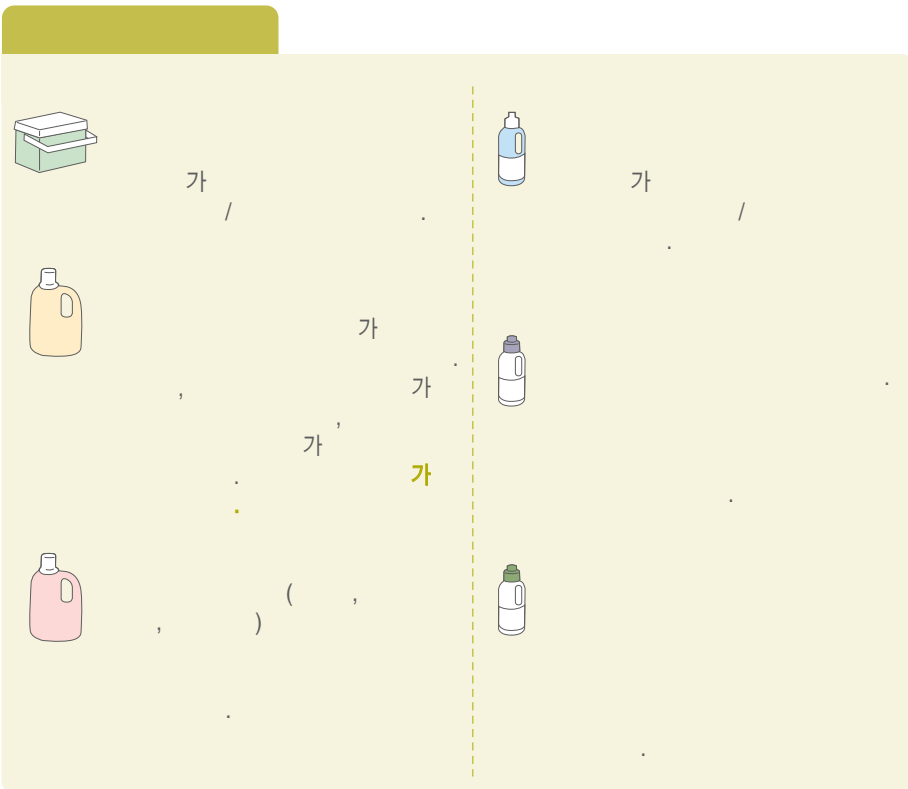 가
/ .
가
.
, 가
,
가
. 가
.
( ,
, )
.
가
/
.
.
.
.